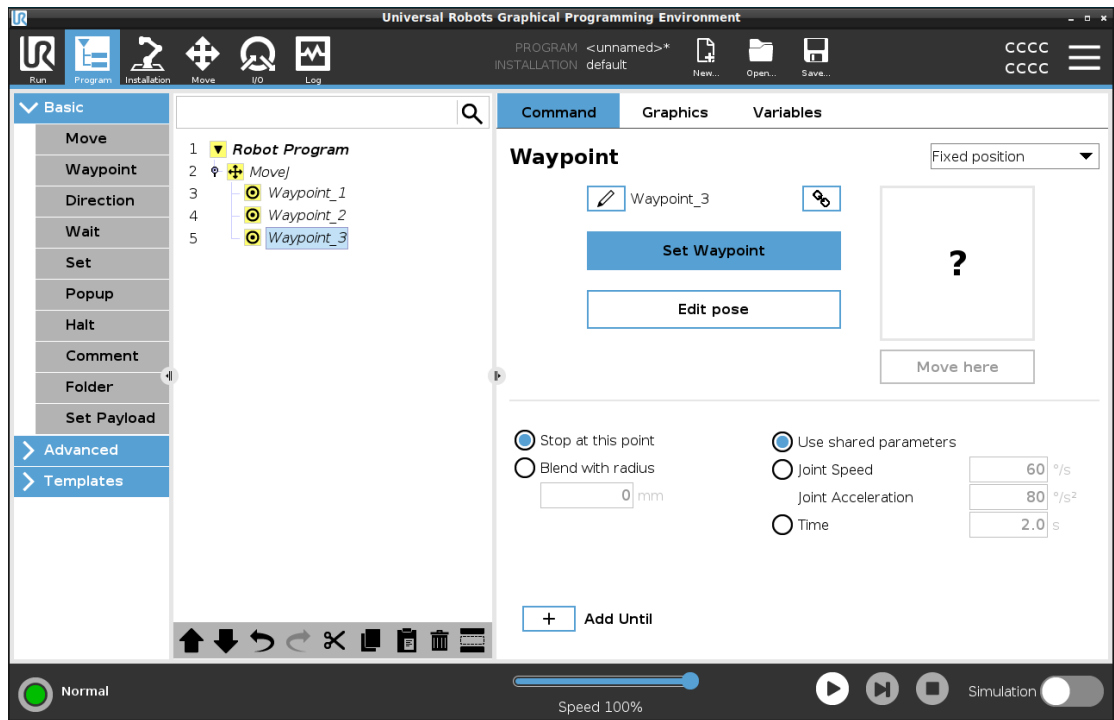 Universal Robots Graphical Programming Environment
UR
Run
Program
Installation
Move
I/O
Log
PROGRAM <unnamed>*
INSTALLATION default
New...
Open...
Save...
CCCC
CCCC
Basic
Move
Waypoint
Direction
Wait
Set
Popup
Halt
Comment
Folder
Set Payload
Advanced
Templates
1 Robot Program
2 MoveJ
3 Waypoint_1
4 Waypoint_2
5 Waypoint_3
Command Graphics Variables
Waypoint
Fixed position
Waypoint_3
Set Waypoint
Edit pose
?
Move here
Stop at this point
Blend with radius
0 mm
Use shared parameters
Joint Speed 60 °/s
Joint Acceleration 80 °/s²
Time 2.0 s
+ Add Until
Normal
Speed 100%
Simulation